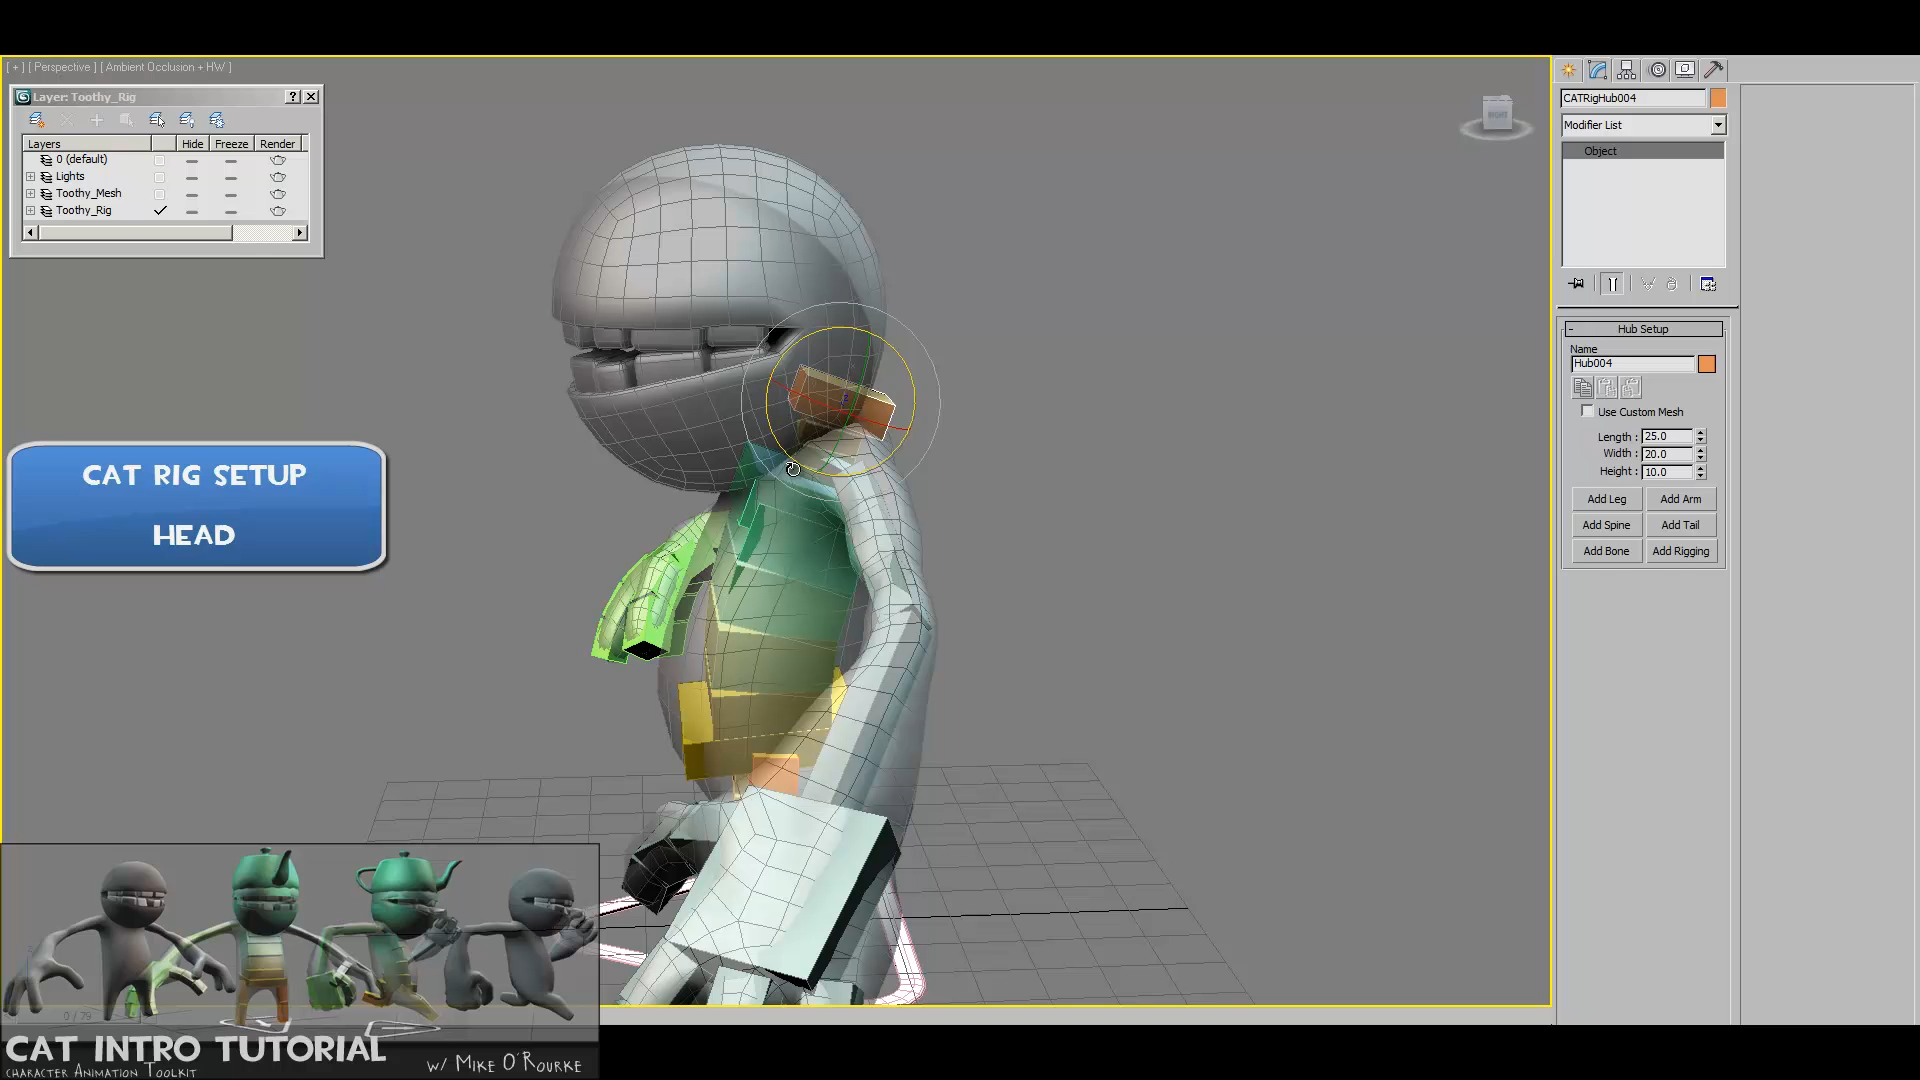 [ + ] [ Perspective ] [ Ambient Occlusion + HW ]
Layer: Toothy_Rig
?
Layers Hide Freeze Render
0 (default)
Lights
Toothy_Mesh
Toothy_Rig
CAT RIG SETUP
HEAD
RIGHT
z
CATRigHub004
Modifier List
Object
- Hub Setup
Name
Hub004
Use Custom Mesh
Length : 25.0
Width : 20.0
Height : 10.0
Add Leg Add Arm
Add Spine Add Tail
Add Bone Add Rigging
0 / 79
CAT INTRO TUTORIAL
CHARACTER ANIMATION TOOLKIT
W/ MIKE O'ROURKE